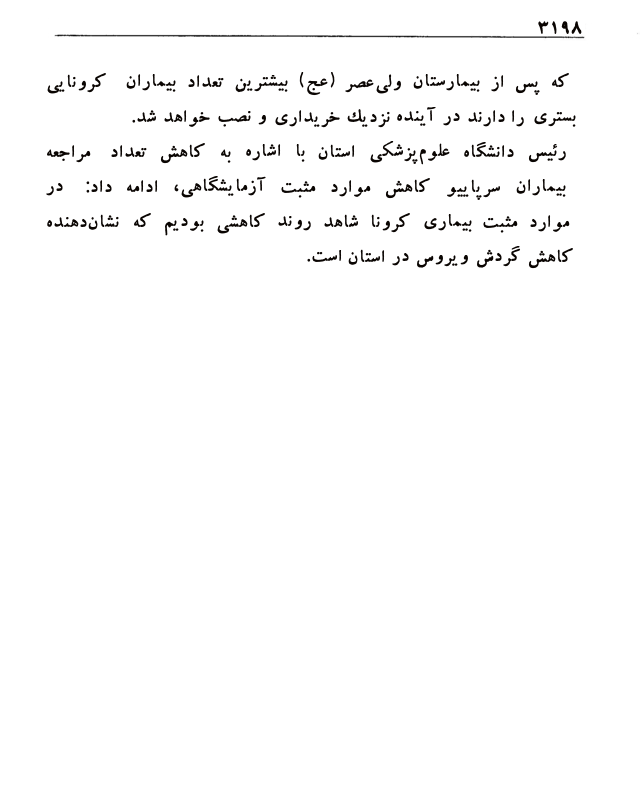 ۳۱۹۸
که پس از بیمارستان ولی‌عصر (عج) بیشترین تعداد بیماران کرونایی
بستری را دارند در آینده نزدیك خریداری و نصب خواهد شد.
رئیس دانشگاه علوم‌پزشکی استان با اشاره به کاهش تعداد مراجعه
بیماران سرپاییو کاهش موارد مثبت آزمایشگاهی، ادامه داد: در
موارد مثبت بیماری کرونا شاهد روند کاهشی بودیم که نشان‌دهنده
کاهش گردش ویروس در استان است.